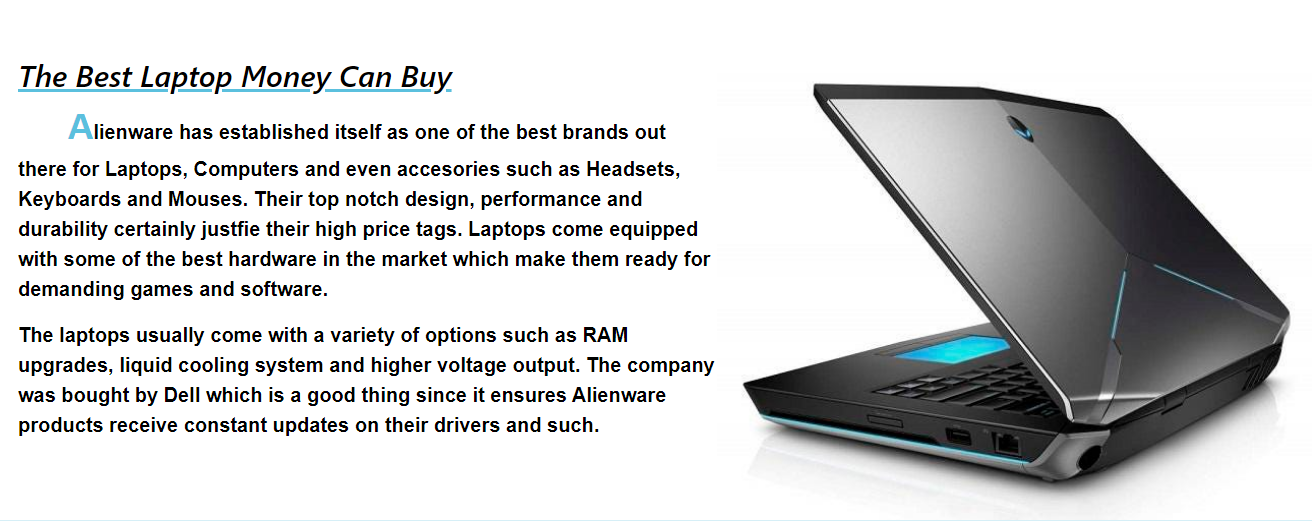 The Best Laptop Money Can Buy
Alienware has established itself as one of the best brands out
there for Laptops, Computers and even accesories such as Headsets,
Keyboards and Mouses. Their top notch design, performance and
durability certainly justfie their high price tags. Laptops come equipped
with some of the best hardware in the market which make them ready for
demanding games and software.
The laptops usually come with a variety of options such as RAM
upgrades, liquid cooling system and higher voltage output. The company
was bought by Dell which is a good thing since it ensures Alienware
products receive constant updates on their drivers and such.